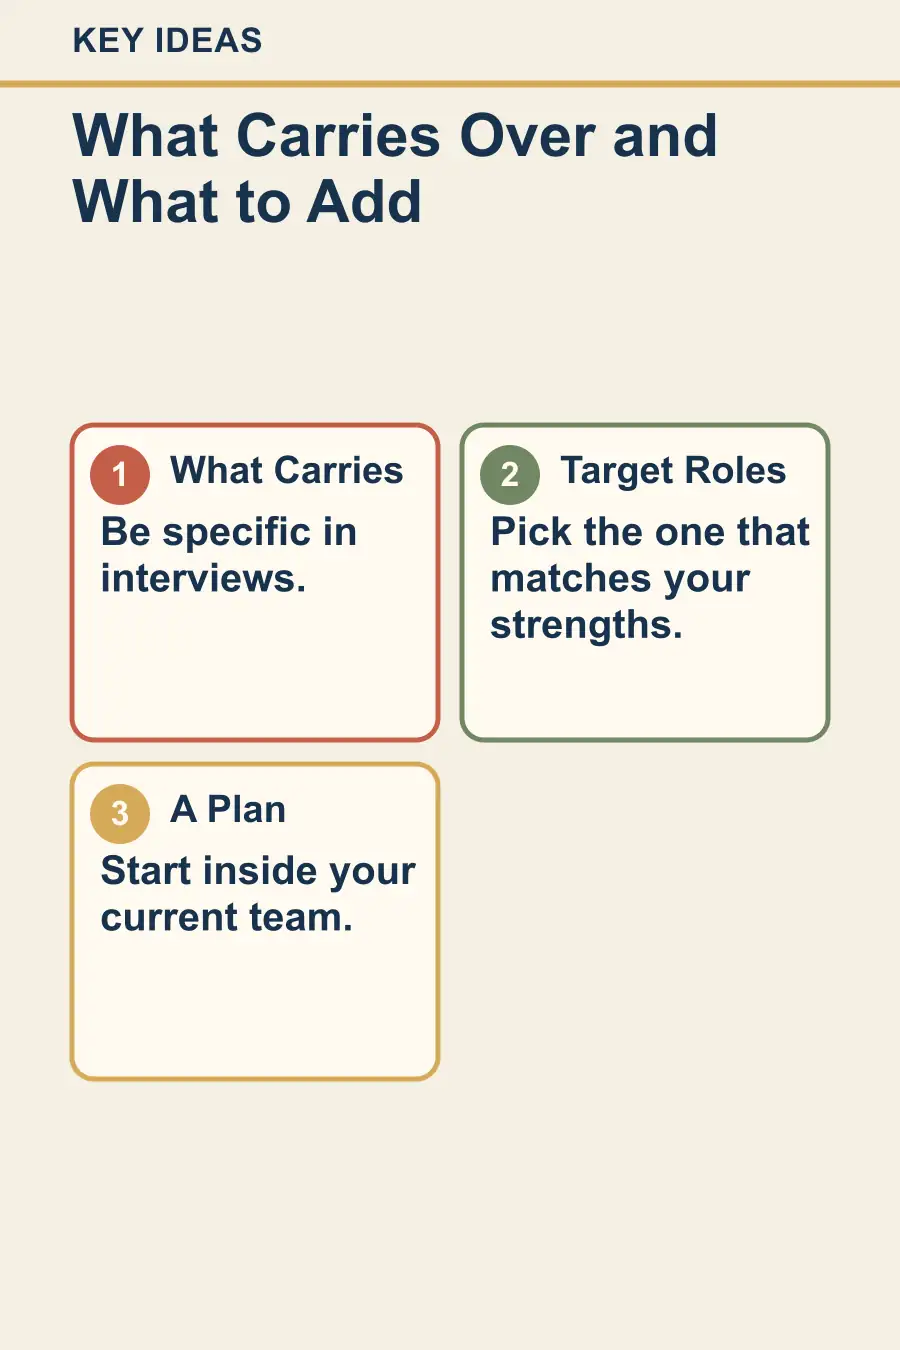 KEY IDEAS
What Carries Over and
What to Add
1 What Carries
Be specific in
interviews.
2 Target Roles
Pick the one that
matches your
strengths.
3 A Plan
Start inside your
current team.